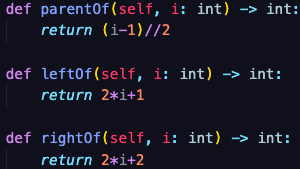 def parentOf(self, i: int) -> int:
    return (i-1)//2
def leftOf(self, i: int) -> int:
    return 2*i+1
def rightOf(self, i: int) -> int:
    return 2*i+2